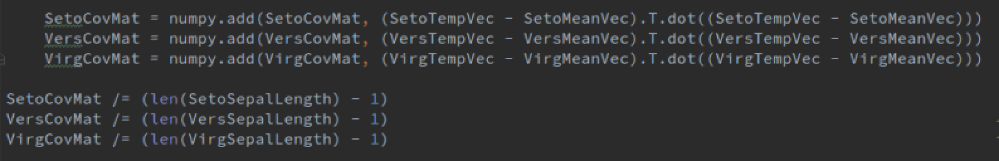 SetoCovMat = numpy.add(SetoCovMat, (SetoTempVec - SetoMeanVec).T.dot((SetoTempVec - SetoMeanVec)))
VersCovMat = numpy.add(VersCovMat, (VersTempVec - VersMeanVec).T.dot((VersTempVec - VersMeanVec)))
VirgCovMat = numpy.add(VirgCovMat, (VirgTempVec - VirgMeanVec).T.dot((VirgTempVec - VirgMeanVec)))
SetoCovMat /= (len(SetoSepalLength) - 1)
VersCovMat /= (len(VersSepalLength) - 1)
VirgCovMat /= (len(VirgSepalLength) - 1)